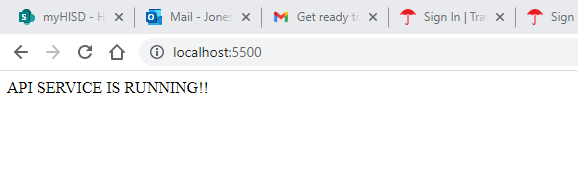 myHISD - H
Mail - Jones
Get ready to
Sign In | Tra
Sign
localhost:5500
API SERVICE IS RUNNING!!